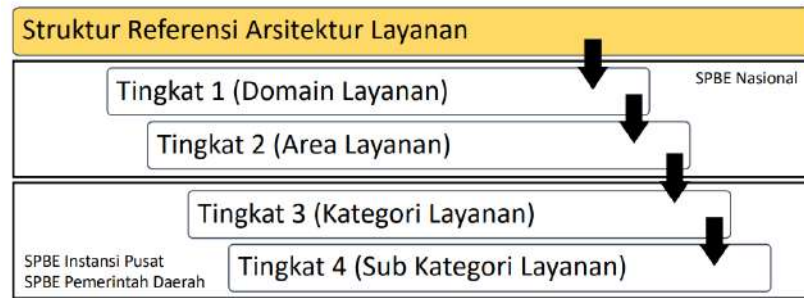 Struktur Referensi Arsitektur Layanan
SPBE Nasional
Tingkat 1 (Domain Layanan)
Tingkat 2 (Area Layanan)
Tingkat 3 (Kategori Layanan)
Tingkat 4 (Sub Kategori Layanan)
SPBE Instansi Pusat
SPBE Pemerintah Daerah